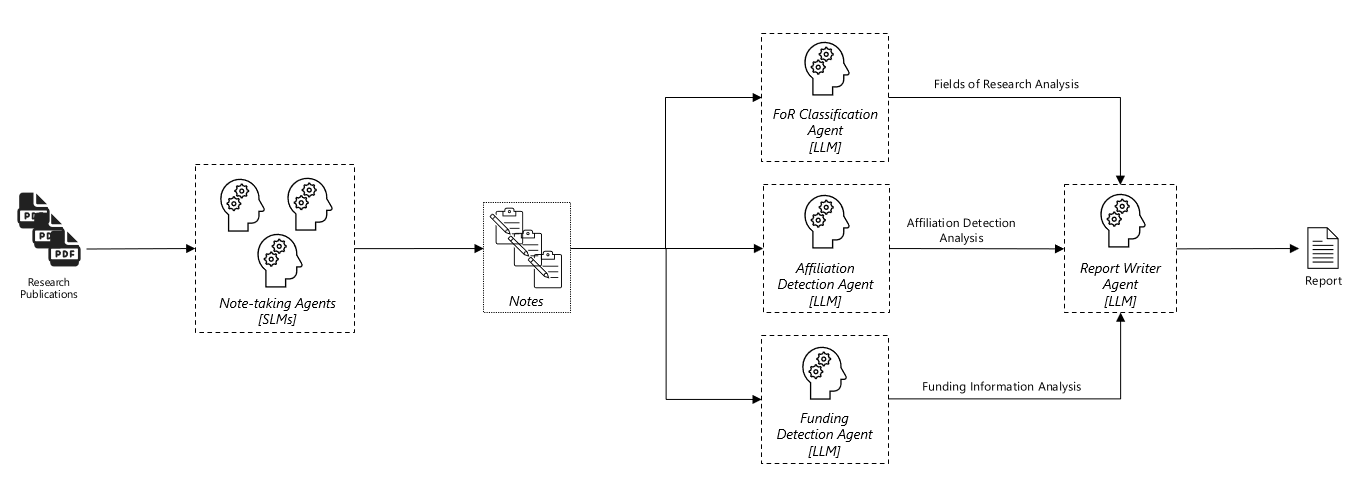 PDF
PDF
PDF
Research
Publications
Note-taking Agents
[SLMs]
Notes
FoR Classification
Agent
[LLM]
Fields of Research Analysis
Affiliation
Detection Agent
[LLM]
Affiliation Detection
Analysis
Funding
Detection Agent
[LLM]
Funding Information Analysis
Report Writer
Agent
[LLM]
Report